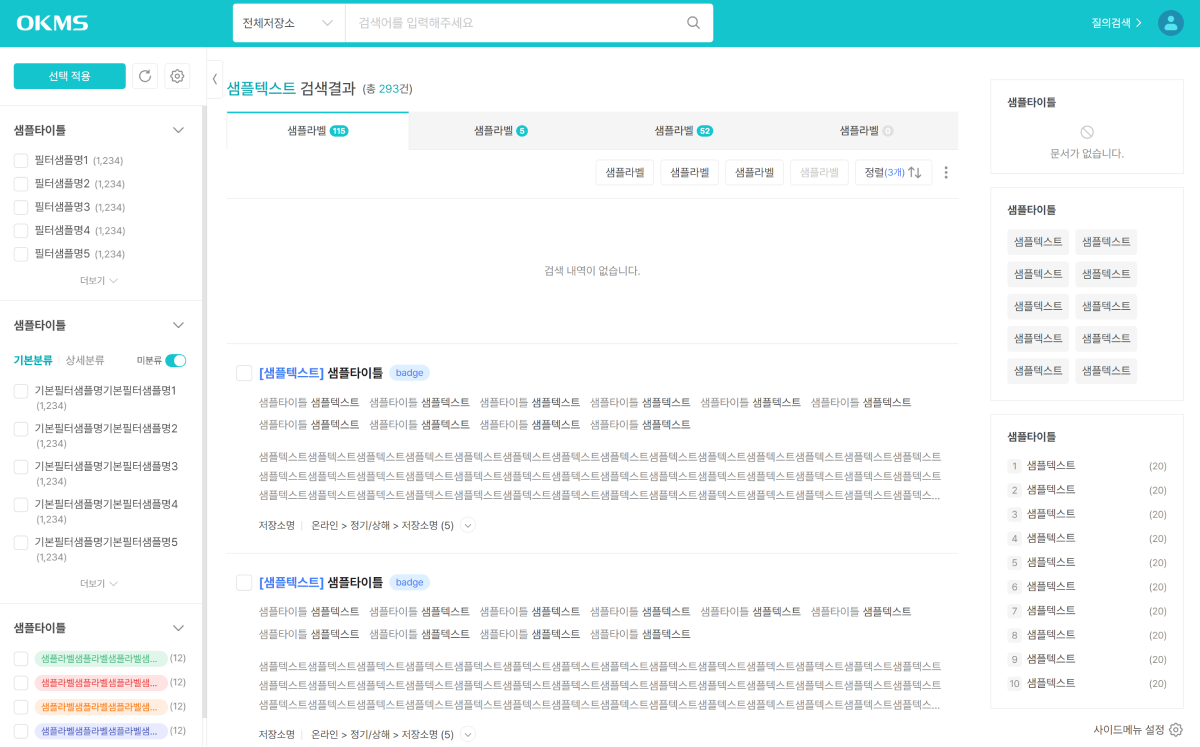 OKMS
전체저장소
검색어를 입력해주세요
질의검색
선택 적용
샘플타이틀
필터샘플명1 (1,234)
필터샘플명2 (1,234)
필터샘플명3 (1,234)
필터샘플명4 (1,234)
필터샘플명5 (1,234)
더보기
샘플타이틀
기본분류 상세분류 미분류
기본필터샘플명기본필터샘플명1
(1,234)
기본필터샘플명기본필터샘플명2
(1,234)
기본필터샘플명기본필터샘플명3
(1,234)
기본필터샘플명기본필터샘플명4
(1,234)
기본필터샘플명기본필터샘플명5
(1,234)
더보기
샘플타이틀
샘플라벨샘플라벨샘플라벨샘... (12)
샘플라벨샘플라벨샘플라벨샘... (12)
샘플라벨샘플라벨샘플라벨샘... (12)
샘플라벨샘플라벨샘플라벨샘... (12)
샘플텍스트 검색결과 (총 293건)
샘플라벨 115 샘플라벨 5 샘플라벨 52 샘플라벨 0
샘플라벨 샘플라벨 샘플라벨 샘플라벨 정렬(3개)
검색 내역이 없습니다.
[샘플텍스트] 샘플타이틀 badge
샘플타이틀 샘플텍스트 샘플타이틀 샘플텍스트 샘플타이틀 샘플텍스트 샘플타이틀 샘플텍스트 샘플타이틀 샘플텍스트 샘플타이틀 샘플텍스트
샘플타이틀 샘플텍스트 샘플타이틀 샘플텍스트 샘플타이틀 샘플텍스트 샘플타이틀 샘플텍스트
샘플텍스트샘플텍스트샘플텍스트샘플텍스트샘플텍스트샘플텍스트샘플텍스트샘플텍스트샘플텍스트샘플텍스트샘플텍스트샘플텍스트샘플텍스트샘플텍스트
샘플텍스트샘플텍스트샘플텍스트샘플텍스트샘플텍스트샘플텍스트샘플텍스트샘플텍스트샘플텍스트샘플텍스트샘플텍스트샘플텍스트샘플텍스트샘플텍스트
샘플텍스트샘플텍스트샘플텍스트샘플텍스트샘플텍스트샘플텍스트샘플텍스트샘플텍스트샘플텍스트샘플텍스트샘플텍스트샘플텍스트샘플텍스트샘플텍스...
저장소명 온라인 > 정기/상해 > 저장소명 (5)
[샘플텍스트] 샘플타이틀 badge
샘플타이틀 샘플텍스트 샘플타이틀 샘플텍스트 샘플타이틀 샘플텍스트 샘플타이틀 샘플텍스트 샘플타이틀 샘플텍스트 샘플타이틀 샘플텍스트
샘플타이틀 샘플텍스트 샘플타이틀 샘플텍스트 샘플타이틀 샘플텍스트 샘플타이틀 샘플텍스트
샘플텍스트샘플텍스트샘플텍스트샘플텍스트샘플텍스트샘플텍스트샘플텍스트샘플텍스트샘플텍스트샘플텍스트샘플텍스트샘플텍스트샘플텍스트샘플텍스트
샘플텍스트샘플텍스트샘플텍스트샘플텍스트샘플텍스트샘플텍스트샘플텍스트샘플텍스트샘플텍스트샘플텍스트샘플텍스트샘플텍스트샘플텍스트샘플텍스트
샘플텍스트샘플텍스트샘플텍스트샘플텍스트샘플텍스트샘플텍스트샘플텍스트샘플텍스트샘플텍스트샘플텍스트샘플텍스트샘플텍스트샘플텍스트샘플텍스...
저장소명 온라인 > 정기/상해 > 저장소명 (5)
샘플타이틀
문서가 없습니다.
샘플타이틀
샘플텍스트 샘플텍스트
샘플텍스트 샘플텍스트
샘플텍스트 샘플텍스트
샘플텍스트 샘플텍스트
샘플텍스트 샘플텍스트
샘플타이틀
1 샘플텍스트 (20)
2 샘플텍스트 (20)
3 샘플텍스트 (20)
4 샘플텍스트 (20)
5 샘플텍스트 (20)
6 샘플텍스트 (20)
7 샘플텍스트 (20)
8 샘플텍스트 (20)
9 샘플텍스트 (20)
10 샘플텍스트 (20)
사이드메뉴 설정